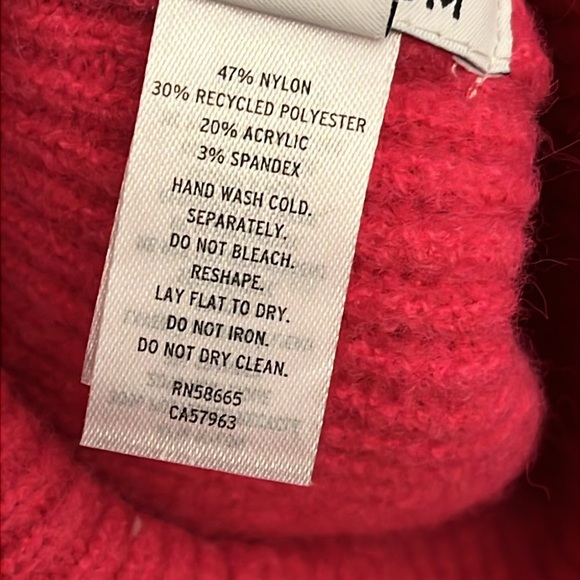 47% NYLON
30% RECYCLED POLYESTER
20% ACRYLIC
3% SPANDEX
HAND WASH COLD.
SEPARATELY.
DO NOT BLEACH.
RESHAPE.
LAY FLAT TO DRY.
DO NOT IRON.
DO NOT DRY CLEAN.
RN58665
CA57963